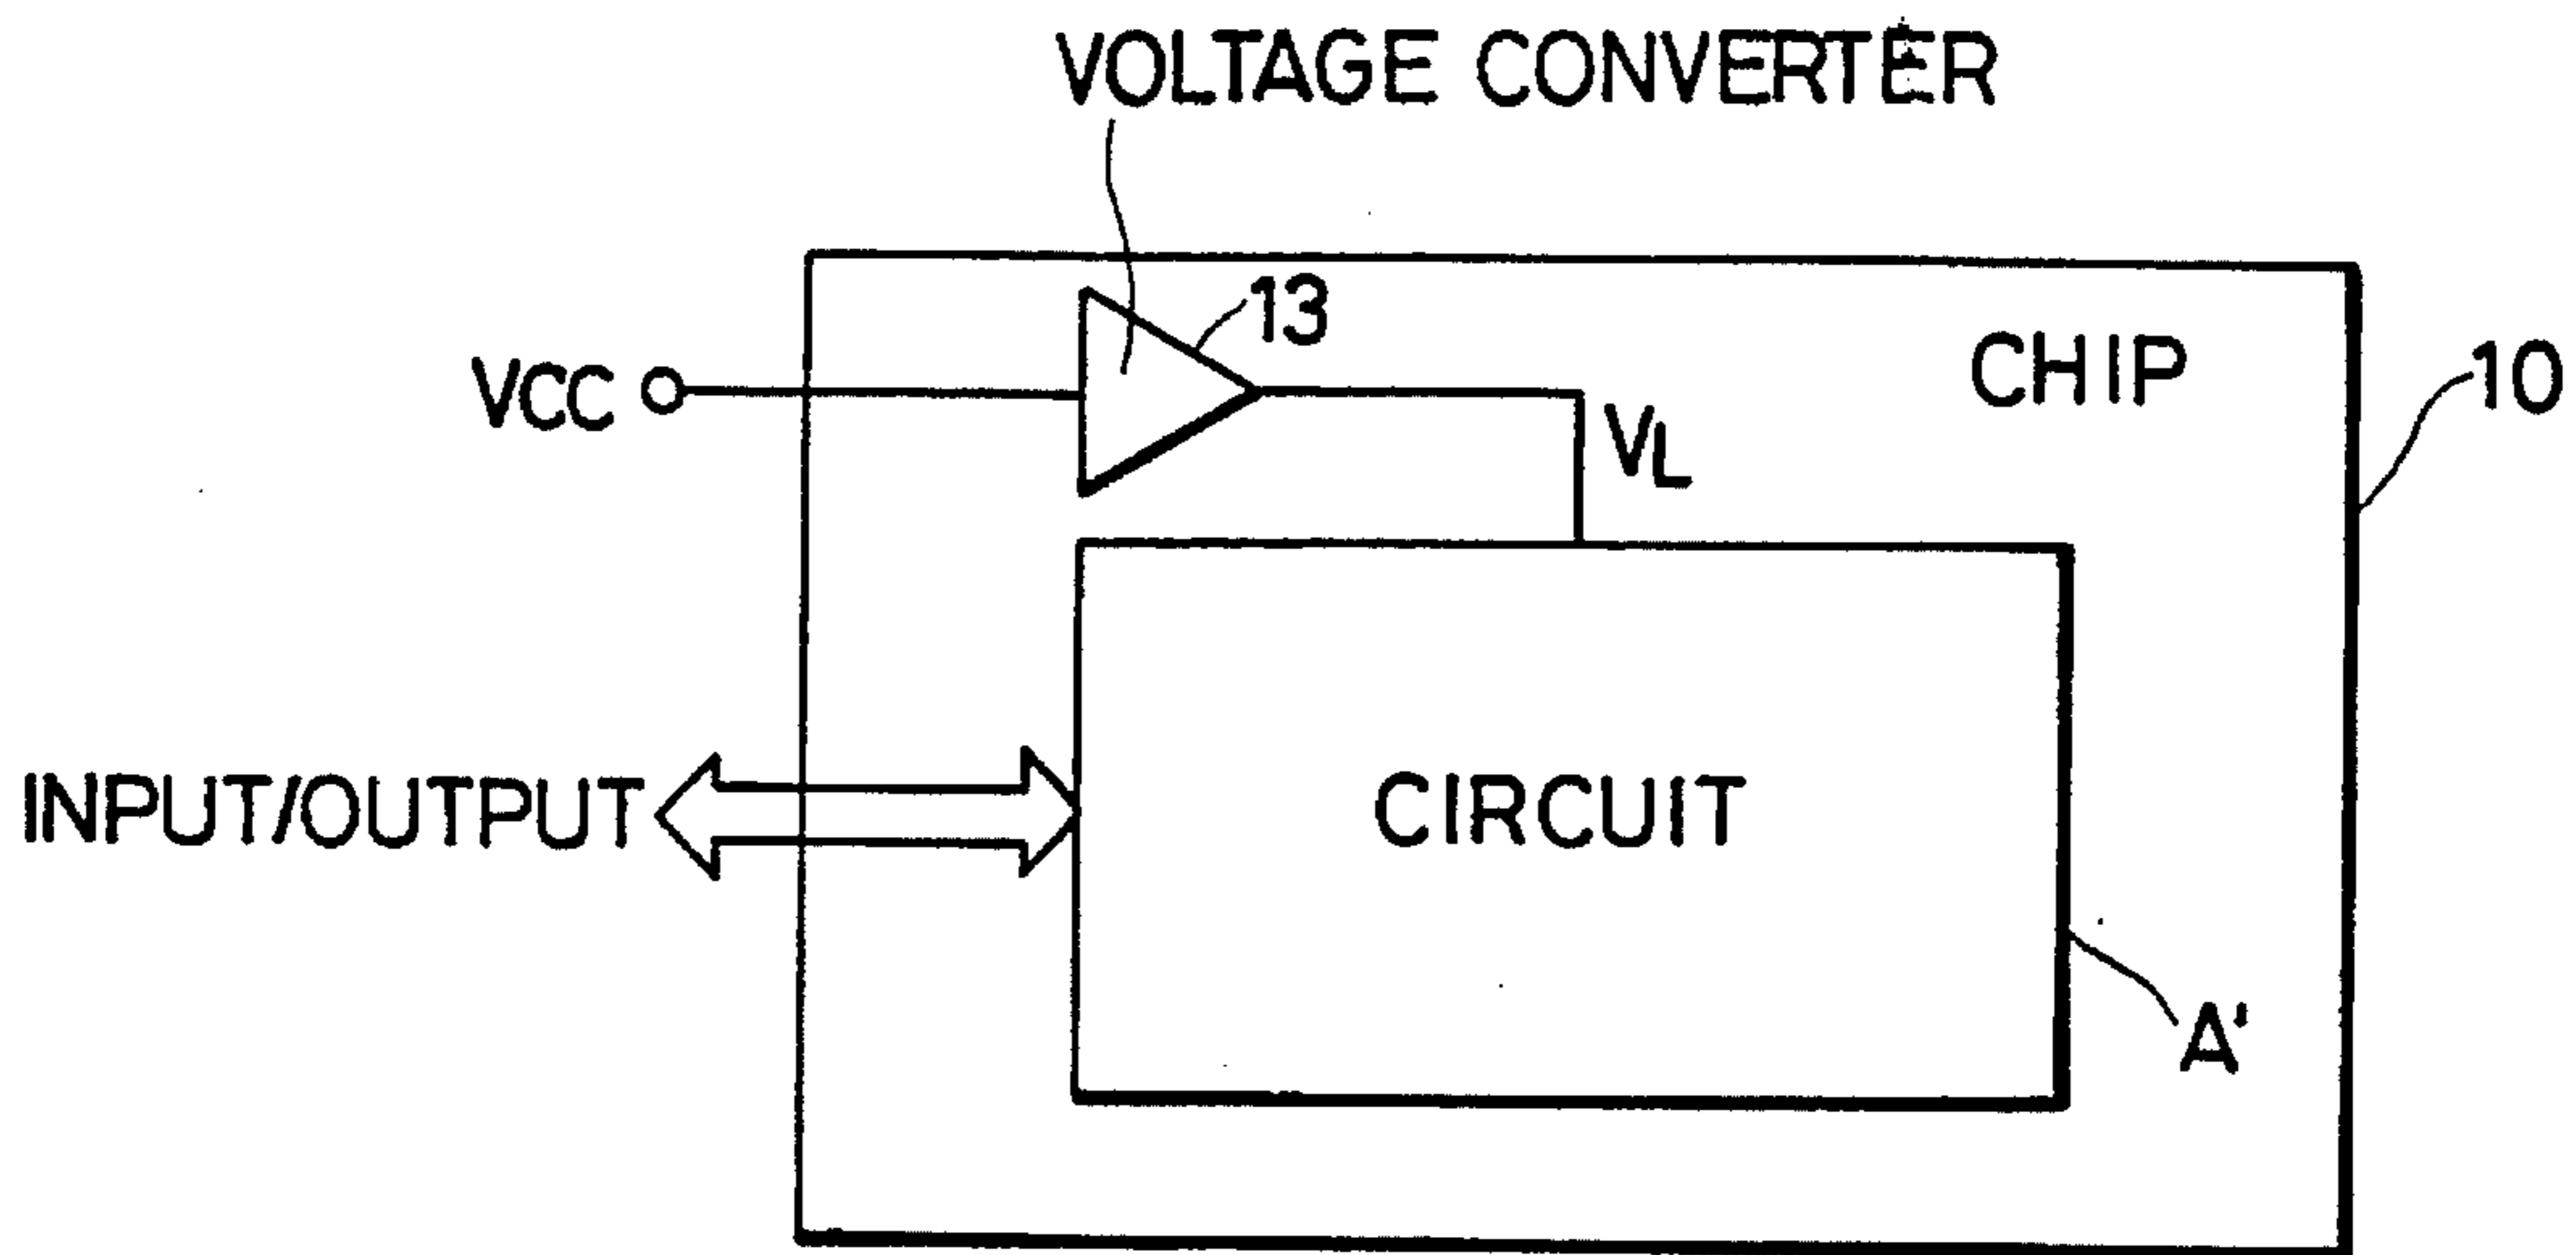 VOLTAGE CONVERTER
13
CHIP
10
VCC
VL
INPUT/OUTPUT
CIRCUIT
A'